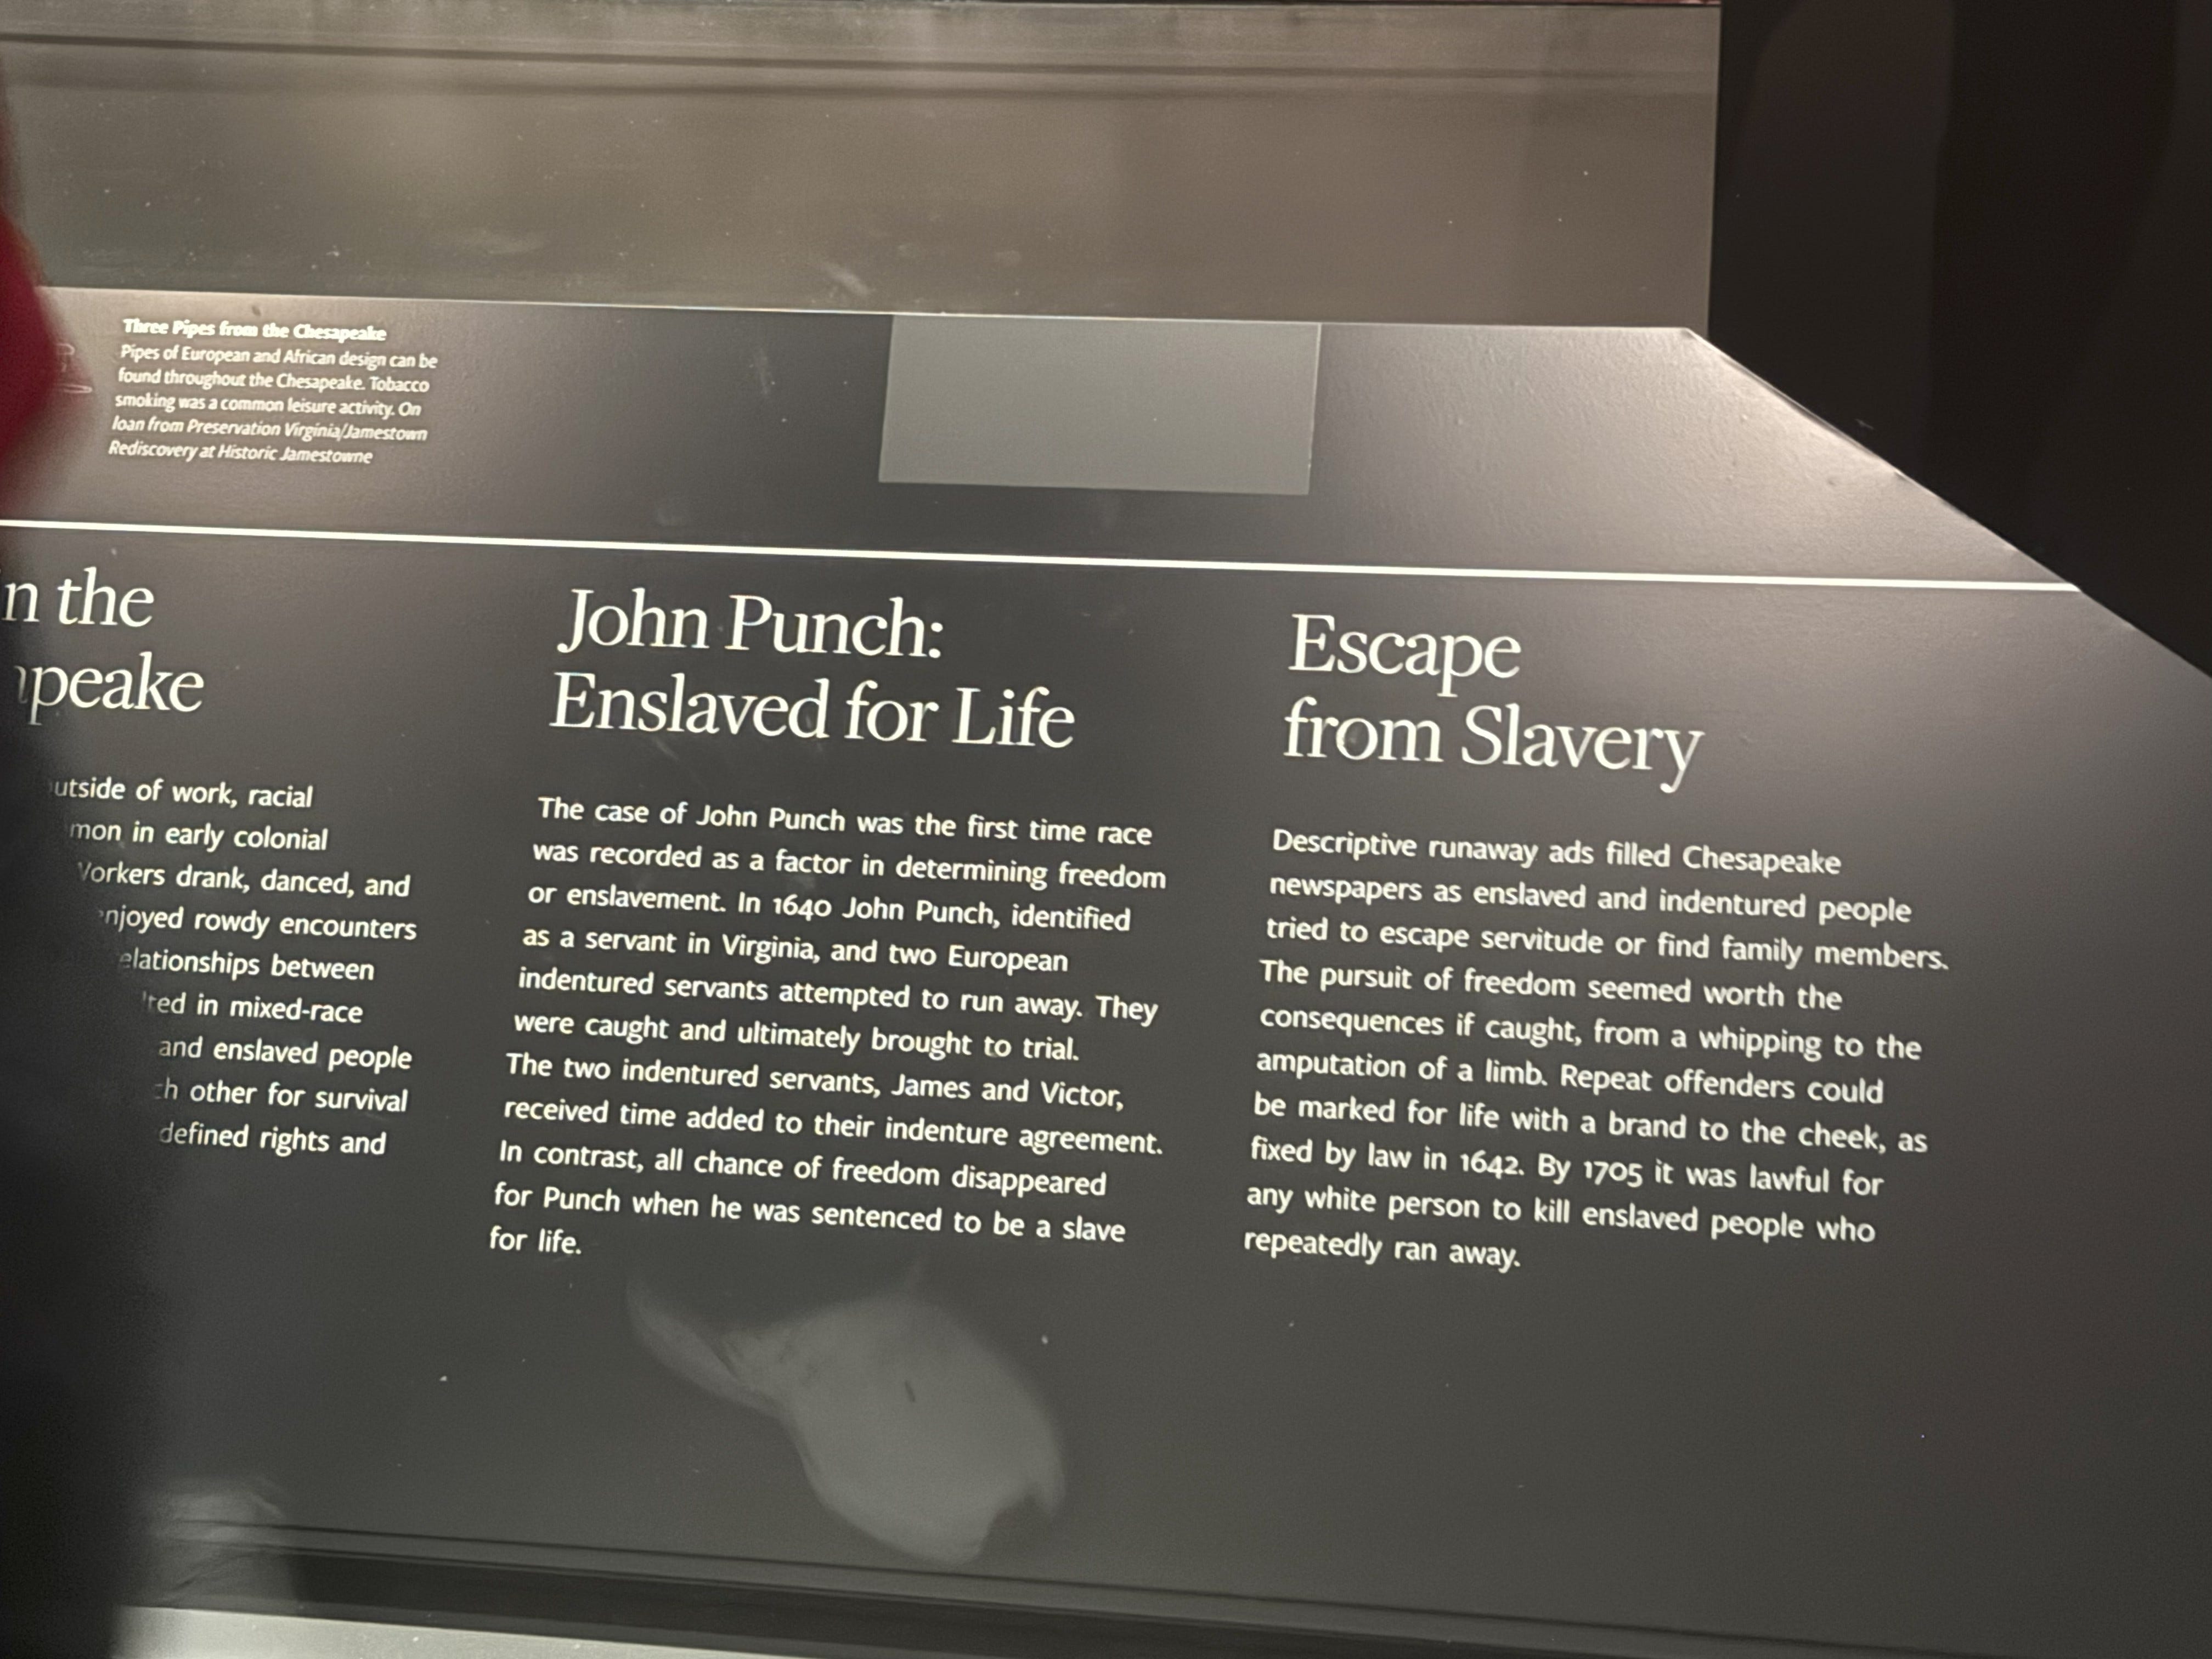 Three Pipes from the Chesapeake
Pipes of European and African design can be
found throughout the Chesapeake. Tobacco
smoking was a common leisure activity. On
loan from Preservation Virginia/Jamestown
Rediscovery at Historic Jamestowne
the
of work, racial
in early colonial
drank, danced, and
rowdy encounters
between
in mixed-race
and enslaved people
other for survival
defined rights and
John Punch:
Enslaved for Life
The case of John Punch was the first time race
was recorded as a factor in determining freedom
or enslavement. In 1640 John Punch, identified
as a servant in Virginia, and two European
indentured servants attempted to run away. They
were caught and ultimately brought to trial.
The two indentured servants, James and Victor,
received time added to their indenture agreement.
In contrast, all chance of freedom disappeared
for Punch when he was sentenced to be a slave
for life.
Escape
from Slavery
Descriptive runaway ads filled Chesapeake
newspapers as enslaved and indentured people
tried to escape servitude or find family members.
The pursuit of freedom seemed worth the
consequences if caught, from a whipping to the
amputation of a limb. Repeat offenders could
be marked for life with a brand to the cheek, as
fixed by law in 1642. By 1705 it was lawful for
any white person to kill enslaved people who
repeatedly ran away.